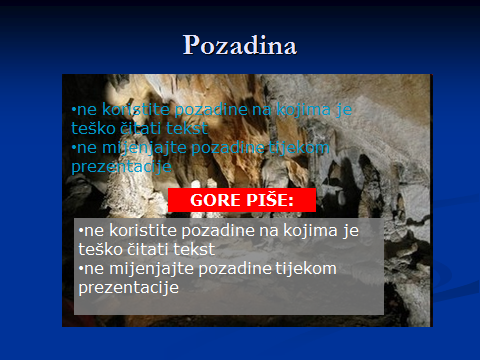 Pozadina
•ne koristite pozadine na kojima je
teško čitati tekst
•ne mijenjajte pozadine tijekom
prezentacije
GORE PIŠE:
•ne koristite pozadine na kojima je
teško čitati tekst
•ne mijenjajte pozadine tijekom
prezentacije